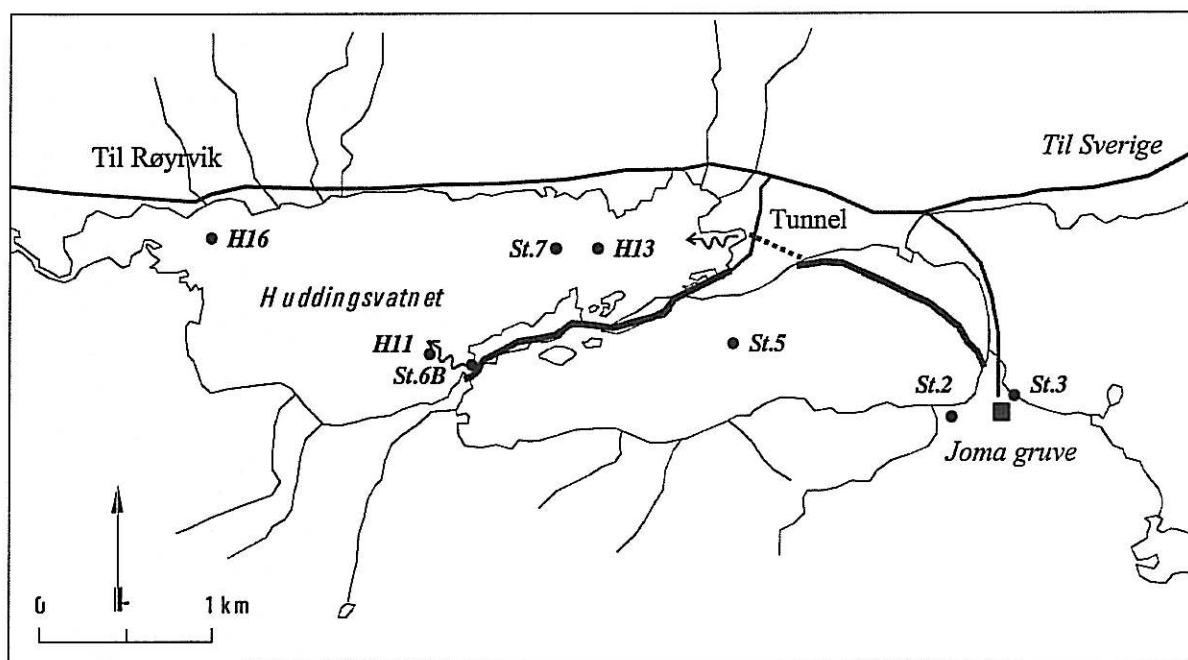 Til Røyrvik
Til Sverige
Tunnel
H16
St.7
H13
Huddingsvatnet
H11
St.6B
St.5
St.2
St.3
Joma gruve
0
1 km